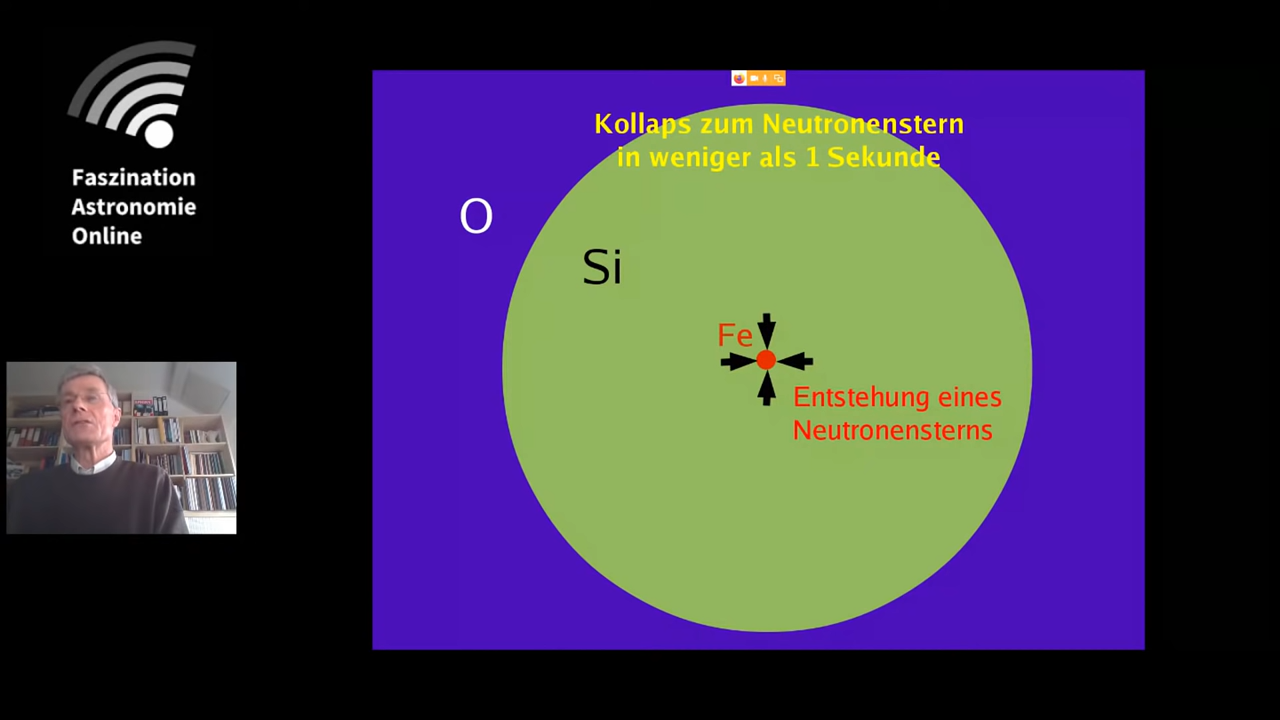 Faszination
Astronomie
Online
Kollaps zum Neutronenstern
in weniger als 1 Sekunde
O
Si
Fe
Entstehung eines
Neutronensterns